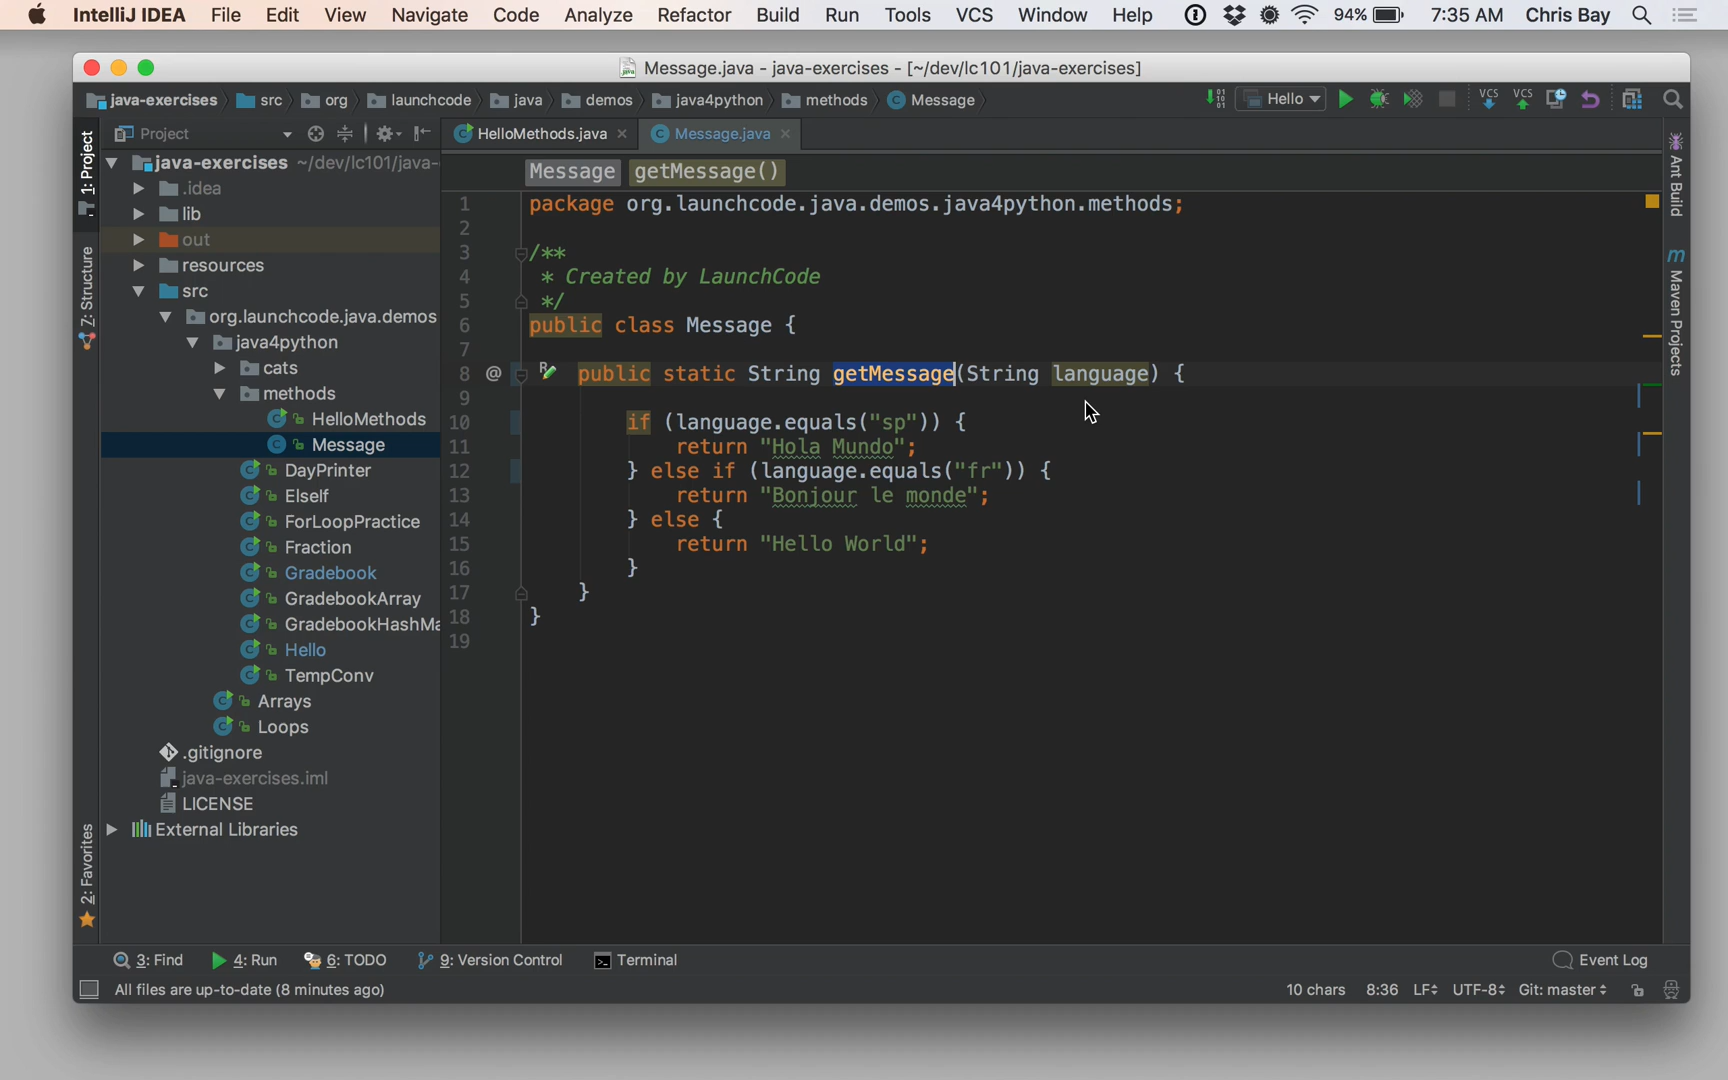 IntelliJ IDEA File Edit View Navigate Code Analyze Refactor Build Run Tools VCS Window Help 94% 7:35 AM Chris Bay
Message.java - java-exercises - [~/dev/lc101/java-exercises]
java-exercises src org launchcode java demos java4python methods Message Hello VCS VCS
1: Project
Z: Structure
2: Favorites
Project
java-exercises ~/dev/lc101/java-
.idea
lib
out
resources
src
org.launchcode.java.demos
java4python
cats
methods
HelloMethods
Message
DayPrinter
ElseIf
ForLoopPractice
Fraction
Gradebook
GradebookArray
GradebookHashMa
Hello
TempConv
Arrays
Loops
.gitignore
java-exercises.iml
LICENSE
External Libraries
HelloMethods.java Message.java
Message getMessage()
1 package org.launchcode.java.demos.java4python.methods;
2
3 /**
4 * Created by LaunchCode
5 */
6 public class Message {
7
8 @ public static String getMessage(String language) {
9
10 if (language.equals("sp")) {
11 return "Hola Mundo";
12 } else if (language.equals("fr")) {
13 return "Bonjour le monde";
14 } else {
15 return "Hello World";
16 }
17 }
18 }
19
Ant Build
Maven Projects
3: Find 4: Run 6: TODO 9: Version Control Terminal Event Log
All files are up-to-date (8 minutes ago) 10 chars 8:36 LF UTF-8 Git: master